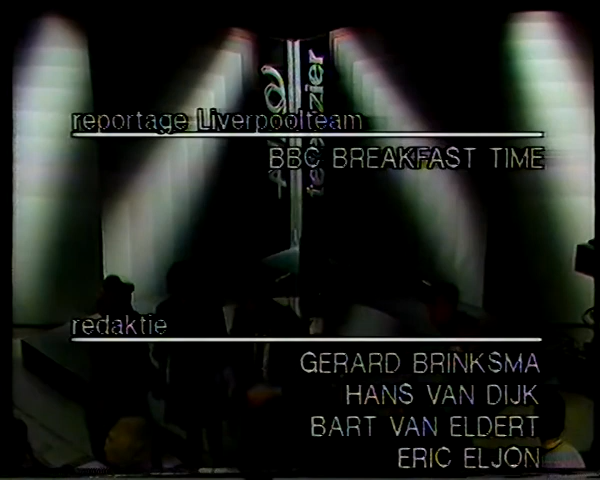 reportage Liverpoolteam
BBC BREAKFAST TIME
redaktie
GERARD BRINKSMA
HANS VAN DIJK
BART VAN ELDERT
ERIC ELJON